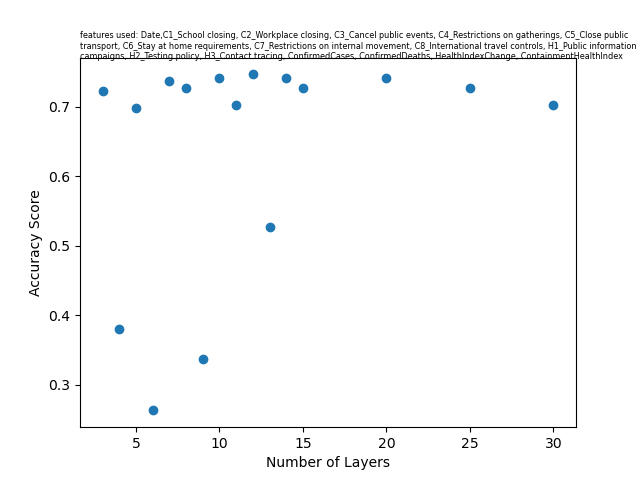 features used: Date,C1_School closing, C2_Workplace closing, C3_Cancel public events, C4_Restrictions on gatherings, C5_Close public
transport, C6_Stay at home requirements, C7_Restrictions on internal movement, C8_International travel controls, H1_Public information
campaigns, H2_Testing policy, H3_Contact tracing, ConfirmedCases, ConfirmedDeaths, HealthIndexChange, ContainmentHealthIndex
0.7
0.6
0.5
0.4
0.3
Accuracy Score
5 10 15 20 25 30
Number of Layers